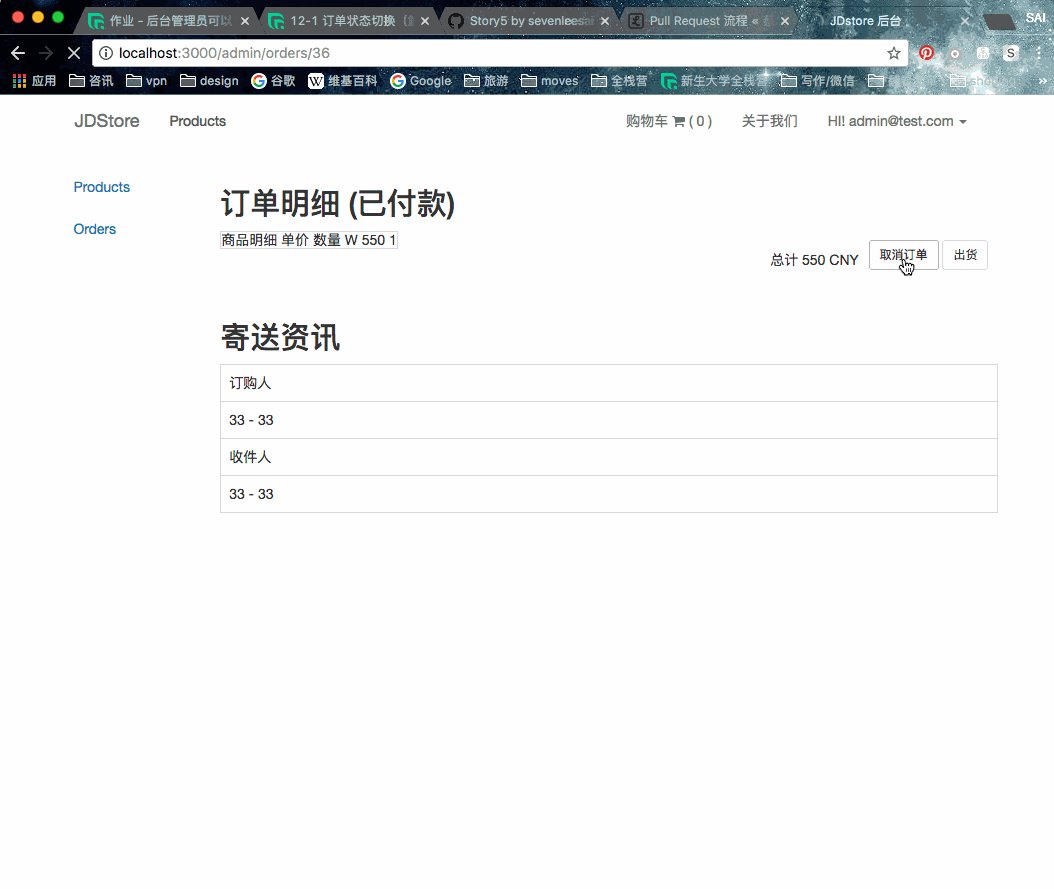 作业 - 后台管理员可以
12-1 订单状态切换
Story5 by sevenlees
Pull Request 流程 «
JDstore 后台
SAI
localhost:3000/admin/orders/36
S
应用 咨讯 vpn design 谷歌 W 维基百科 Google 旅游 moves 全栈营 新生大学全栈营 写作/微信 »
JDStore Products 购物车 ( 0 ) 关于我们 HI! admin@test.com
Products
Orders
订单明细 (已付款)
商品明细 单价 数量 W 550 1
总计 550 CNY 取消订单 出货
寄送资讯
订购人
33 - 33
收件人
33 - 33